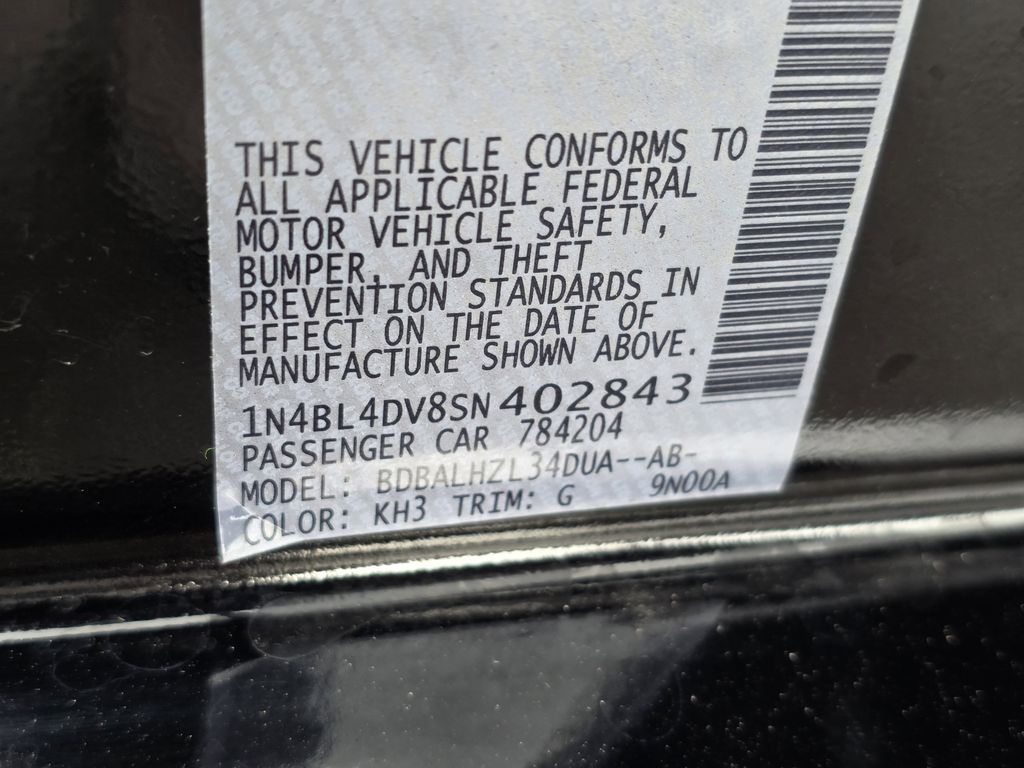 THIS VEHICLE CONFORMS TO
ALL APPLICABLE FEDERAL
MOTOR VEHICLE SAFETY,
BUMPER, AND THEFT
PREVENTION STANDARDS IN
EFFECT ON THE DATE OF
MANUFACTURE SHOWN ABOVE.
1N4BL4DV8SN402843
PASSENGER CAR 784204
MODEL: BDBALHZL34DUA--AB-
COLOR: KH3 TRIM: G 9N00A